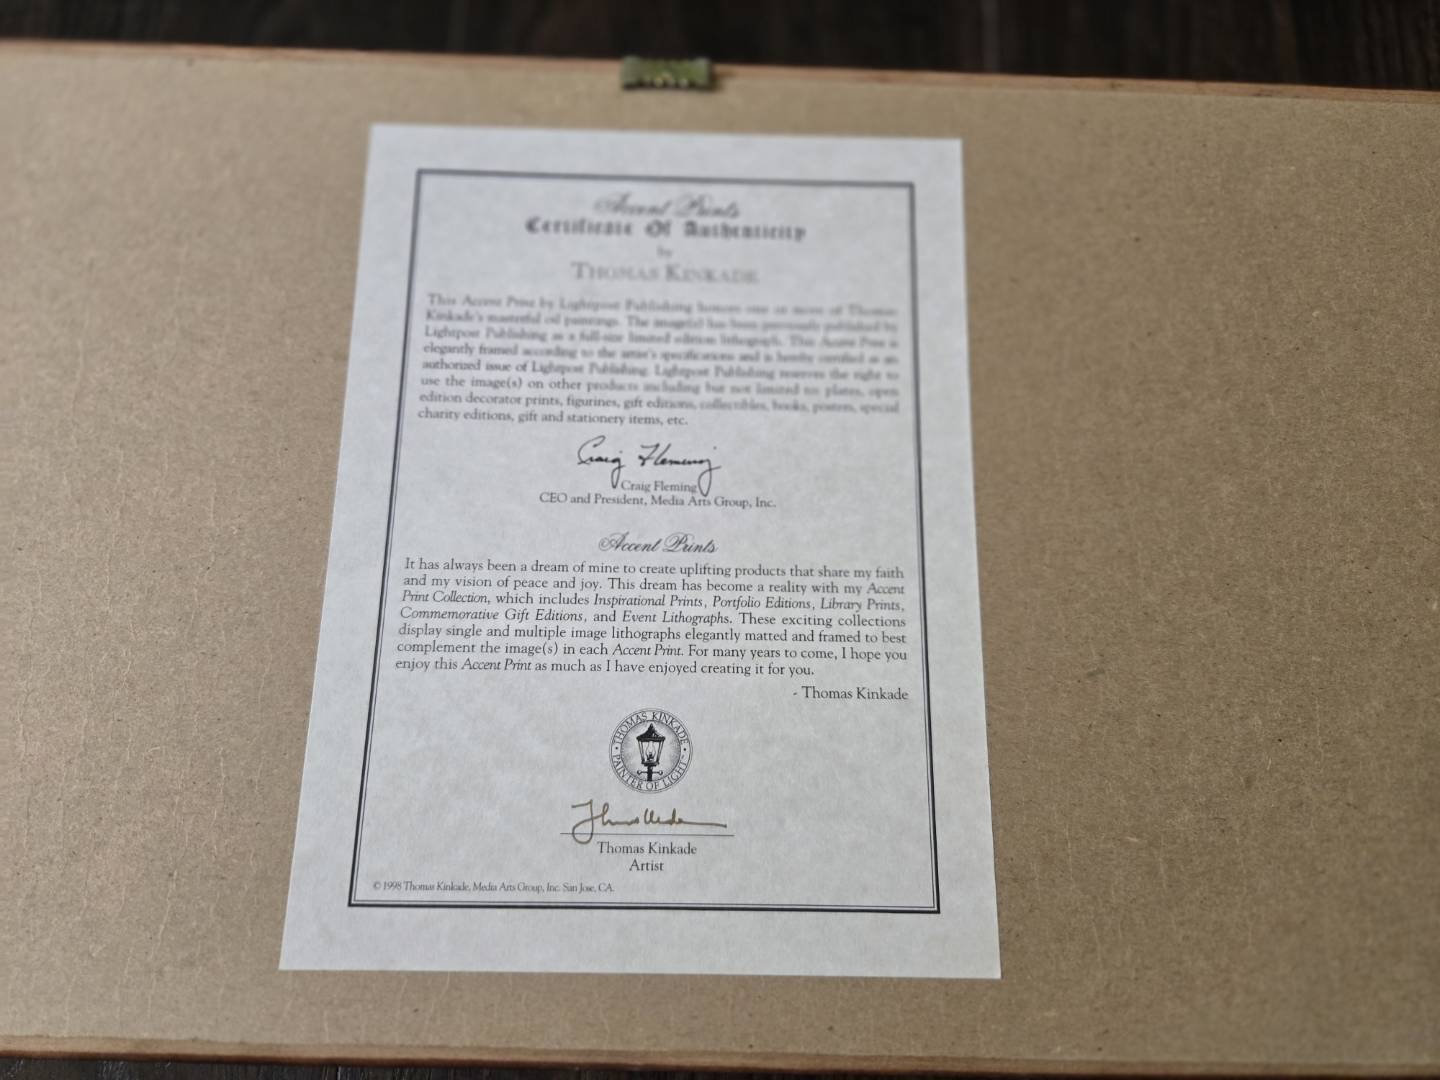 Accent Prints
Certificate Of Authenticity
by
THOMAS KINKADE
This Accent Print by Lightpost Publishing honors one or more of Thomas
Kinkade's masterful oil paintings. The image(s) has been previously published by
Lightpost Publishing as a full-size limited edition lithograph. This Accent Print is
elegantly framed according to the artist's specifications and is hereby certified as an
authorized issue of Lightpost Publishing. Lightpost Publishing reserves the right to
use the image(s) on other products including but not limited to: plates, open
edition decorator prints, figurines, gift editions, collectibles, books, posters, special
charity editions, gift and stationery items, etc.
Craig Fleming
Craig Fleming
CEO and President, Media Arts Group, Inc.
Accent Prints
It has always been a dream of mine to create uplifting products that share my faith
and my vision of peace and joy. This dream has become a reality with my Accent
Print Collection, which includes Inspirational Prints, Portfolio Editions, Library Prints,
Commemorative Gift Editions, and Event Lithographs. These exciting collections
display single and multiple image lithographs elegantly matted and framed to best
complement the image(s) in each Accent Print. For many years to come, I hope you
enjoy this Accent Print as much as I have enjoyed creating it for you.
- Thomas Kinkade
THOMAS KINKADE
PAINTER OF LIGHT™
Thomas Kinkade
Artist
© 1998 Thomas Kinkade, Media Arts Group, Inc. San Jose, CA.